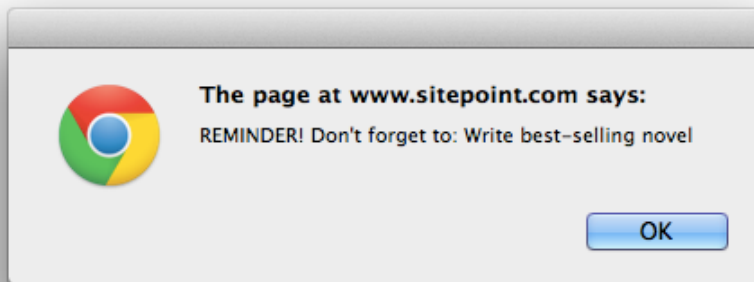 The page at www.sitepoint.com says:
REMINDER! Don't forget to: Write best-selling novel
OK